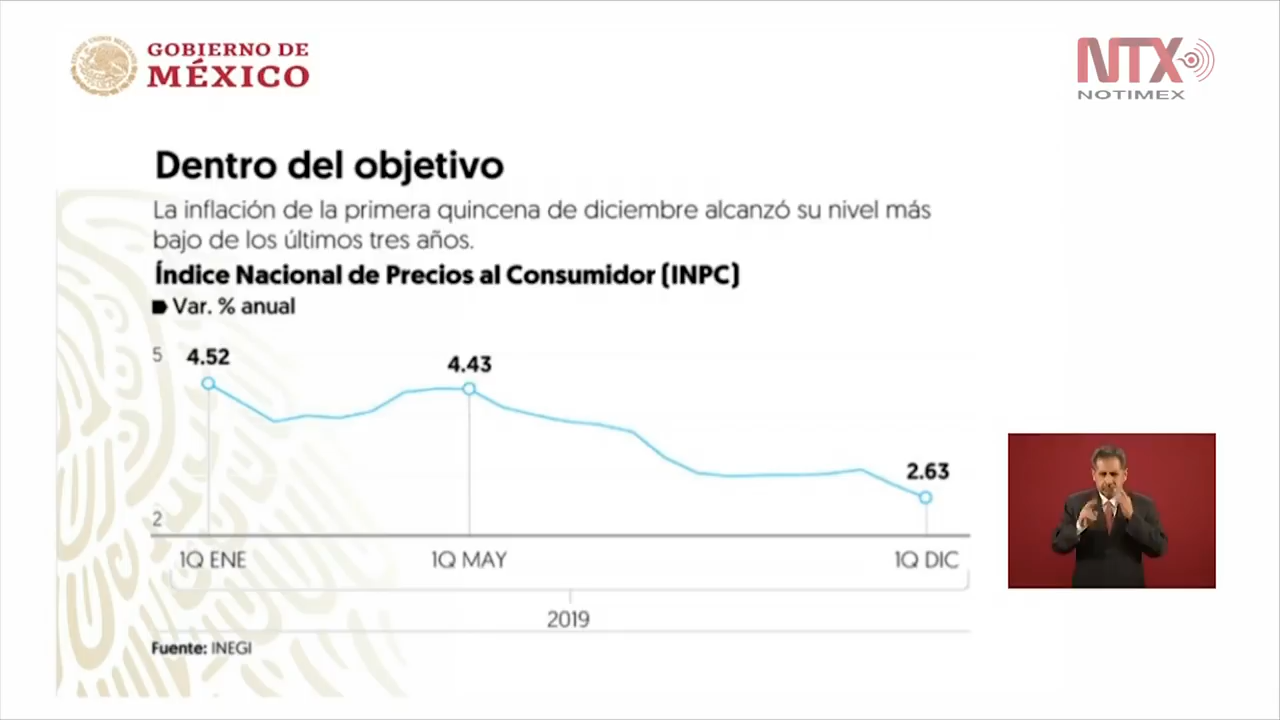 GOBIERNO DE
MÉXICO
NTX
NOTIMEX
Dentro del objetivo
La inflación de la primera quincena de diciembre alcanzó su nivel más
bajo de los últimos tres años.
Índice Nacional de Precios al Consumidor (INPC)
Var. % anual
5
4.52
4.43
2.63
2
1Q ENE
1Q MAY
1Q DIC
2019
Fuente: INEGI